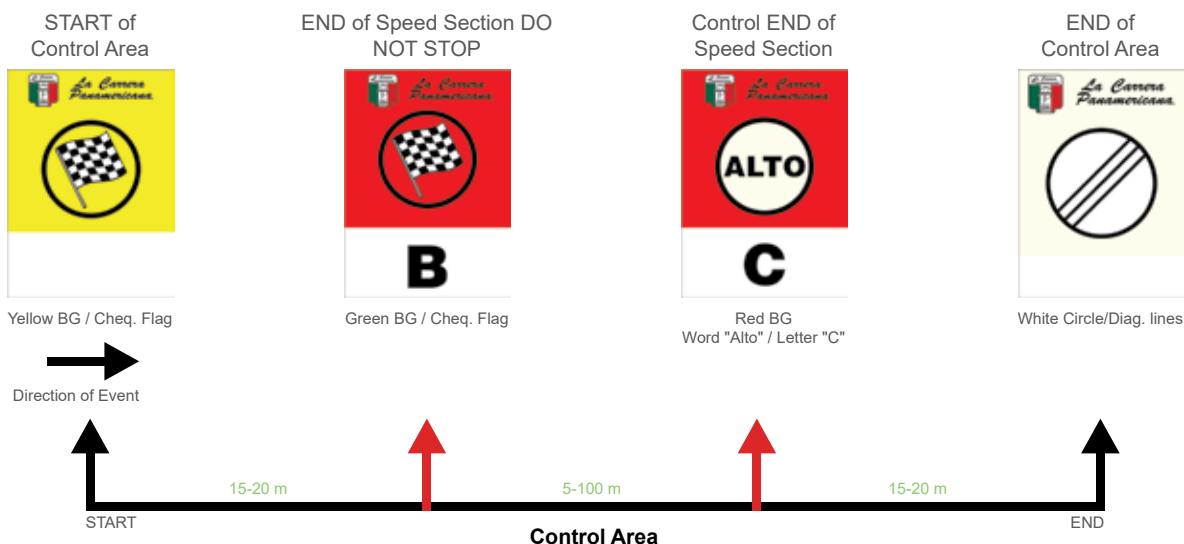 START of
Control Area
END of Speed Section DO
NOT STOP
Control END of
Speed Section
END of
Control Area
La Carrera
Panamericana
La Carrera
Panamericana
La Carrera
Panamericana
La Carrera
Panamericana
ALTO
B
C
Yellow BG / Cheq. Flag
Green BG / Cheq. Flag
Red BG
Word "Alto" / Letter "C"
White Circle/Diag. lines
Direction of Event
15-20 m
5-100 m
15-20 m
START
END
Control Area